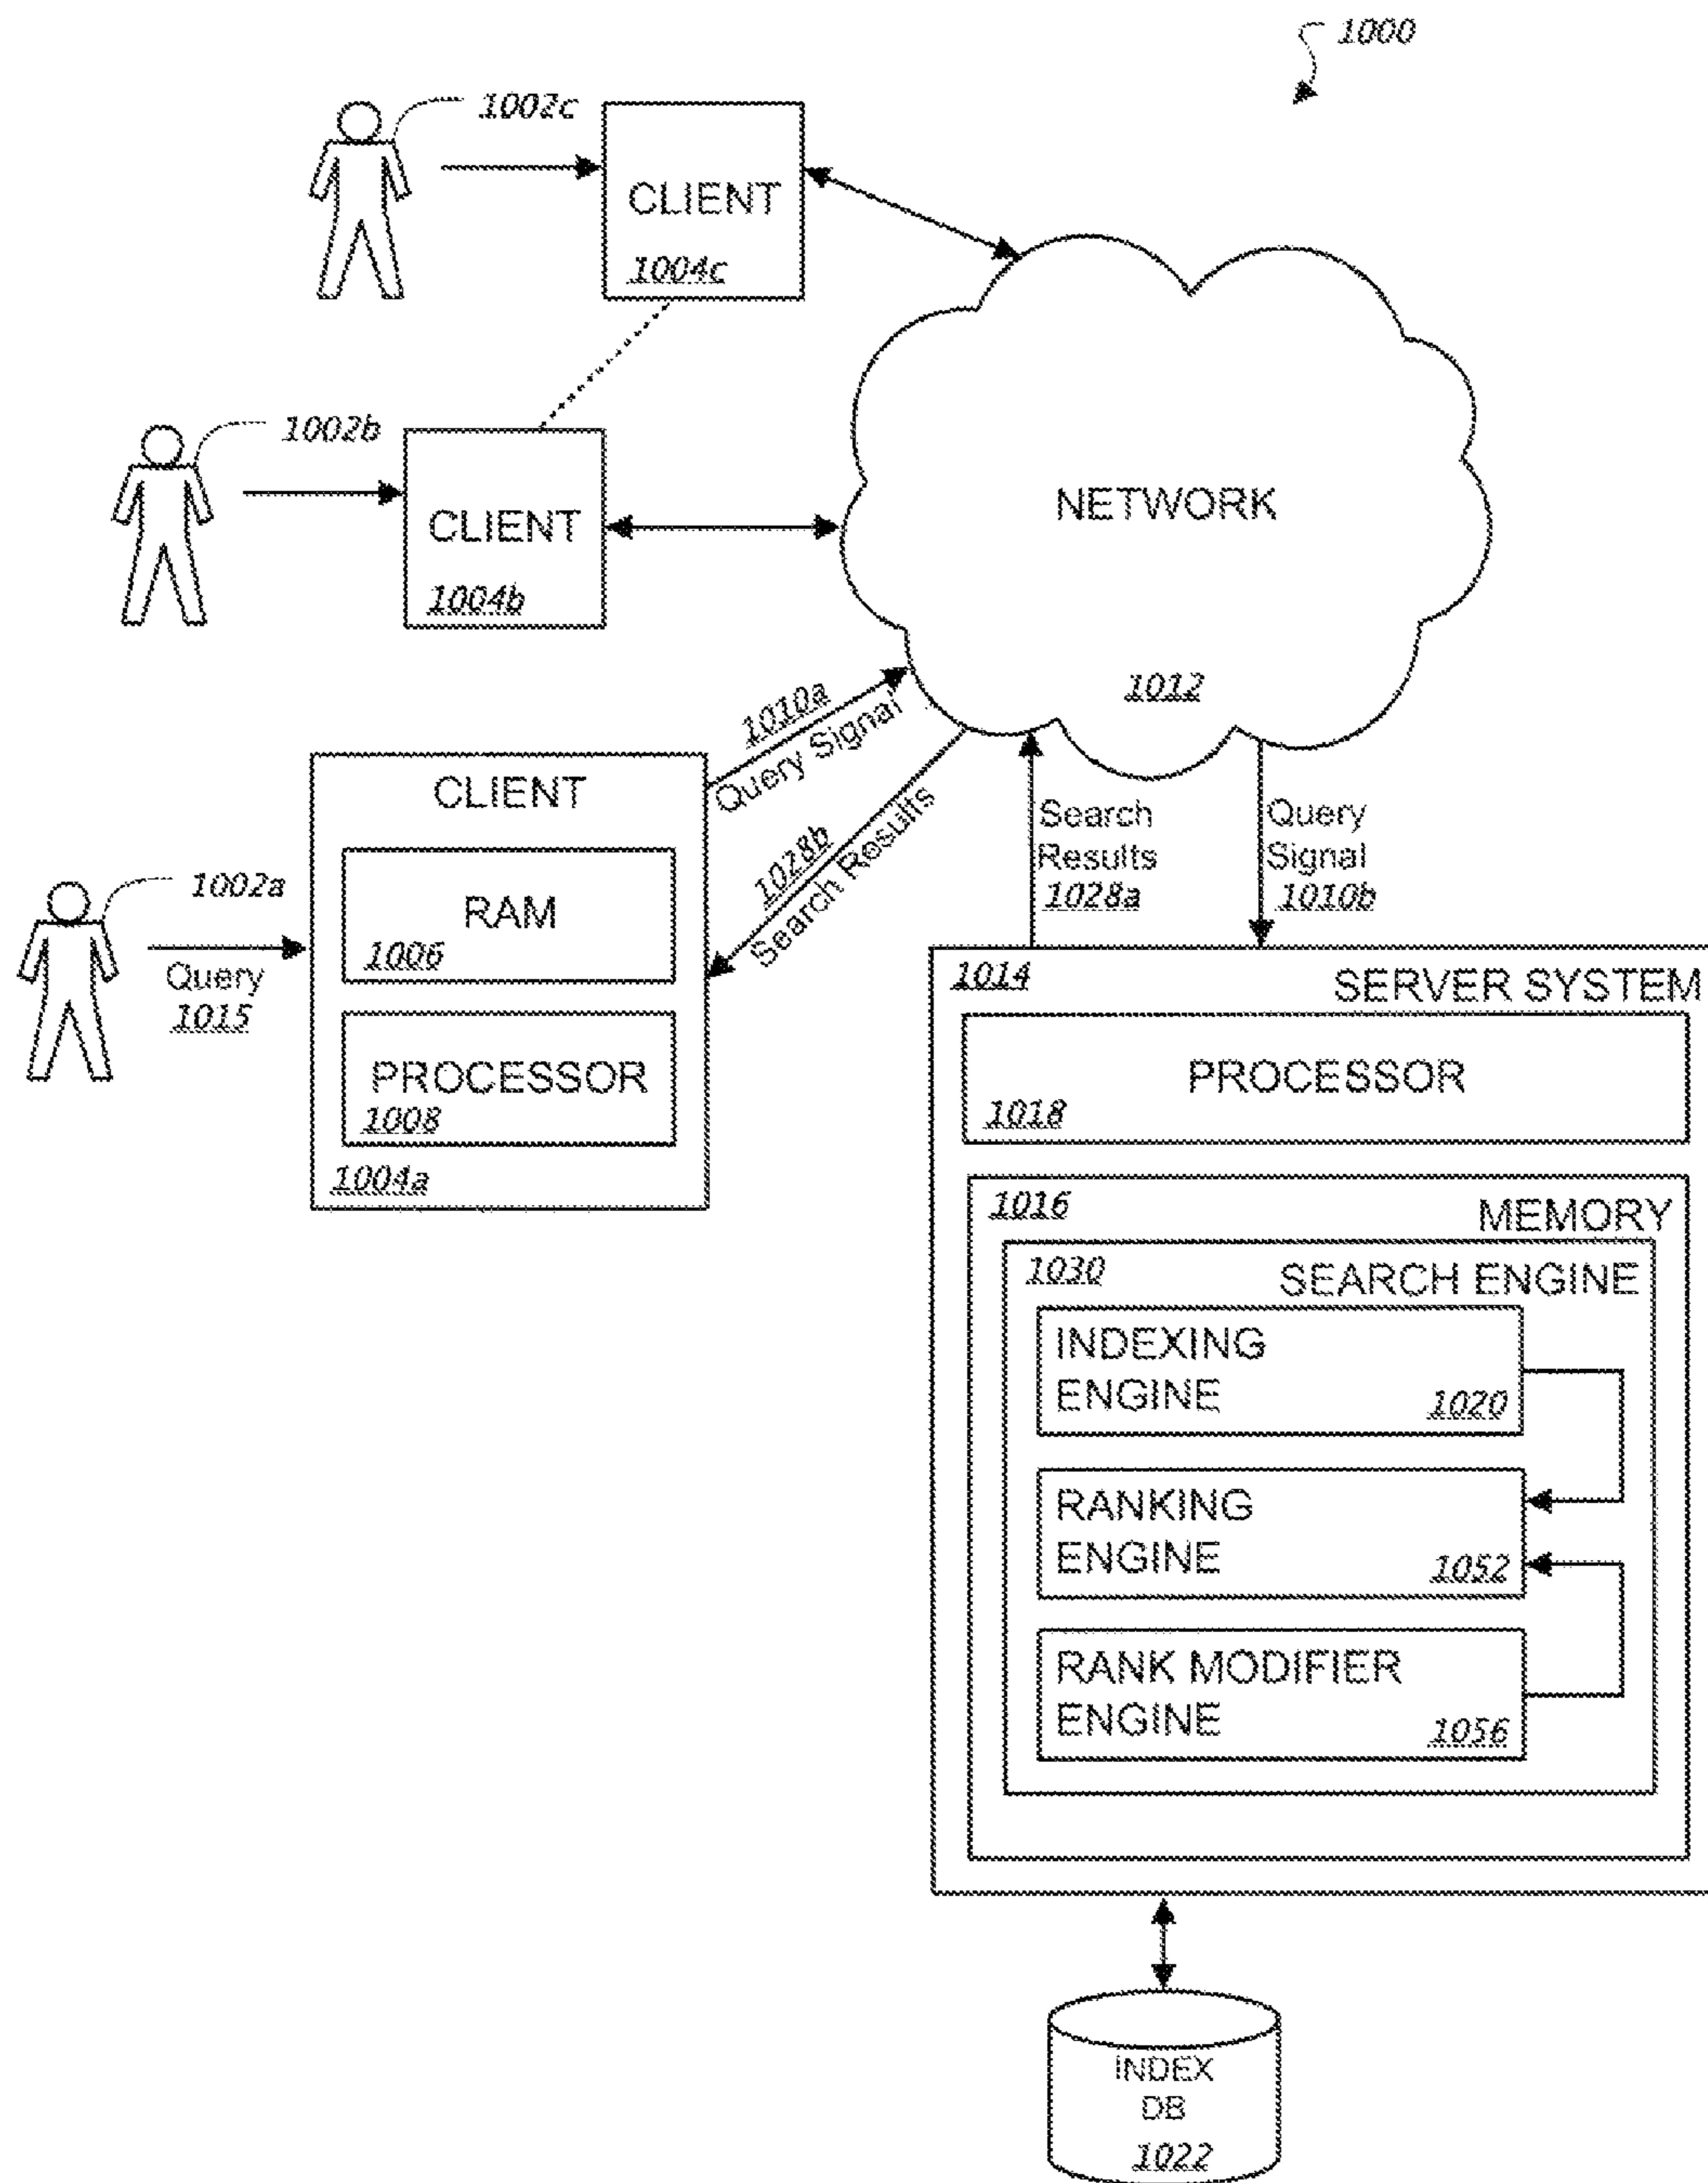 1000
1002c
CLIENT
1004c
1002b
CLIENT
1004b
NETWORK
1012
1010a
Query Signal
1028b
Search Results
Search
Results
1028a
Query
Signal
1010b
CLIENT
RAM
1006
PROCESSOR
1008
1004a
1002a
Query
1015
1014
SERVER SYSTEM
PROCESSOR
1018
1016
MEMORY
1030
SEARCH ENGINE
INDEXING
ENGINE
1020
RANKING
ENGINE
1052
RANK MODIFIER
ENGINE
1056
INDEX
DB
1022